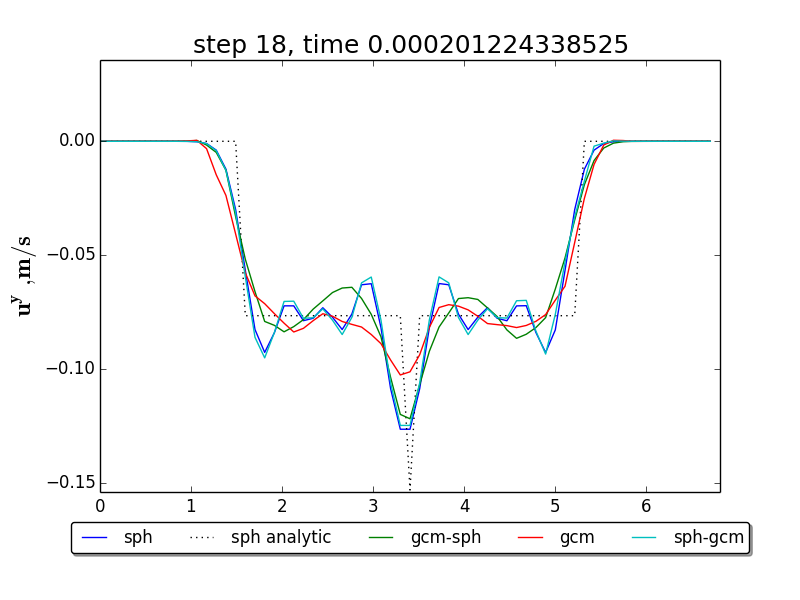 step 18, time 0.000201224338525
0.00
−0.05
−0.10
−0.15
u^y ,m/s
0 1 2 3 4 5 6
sph sph analytic gcm-sph gcm sph-gcm